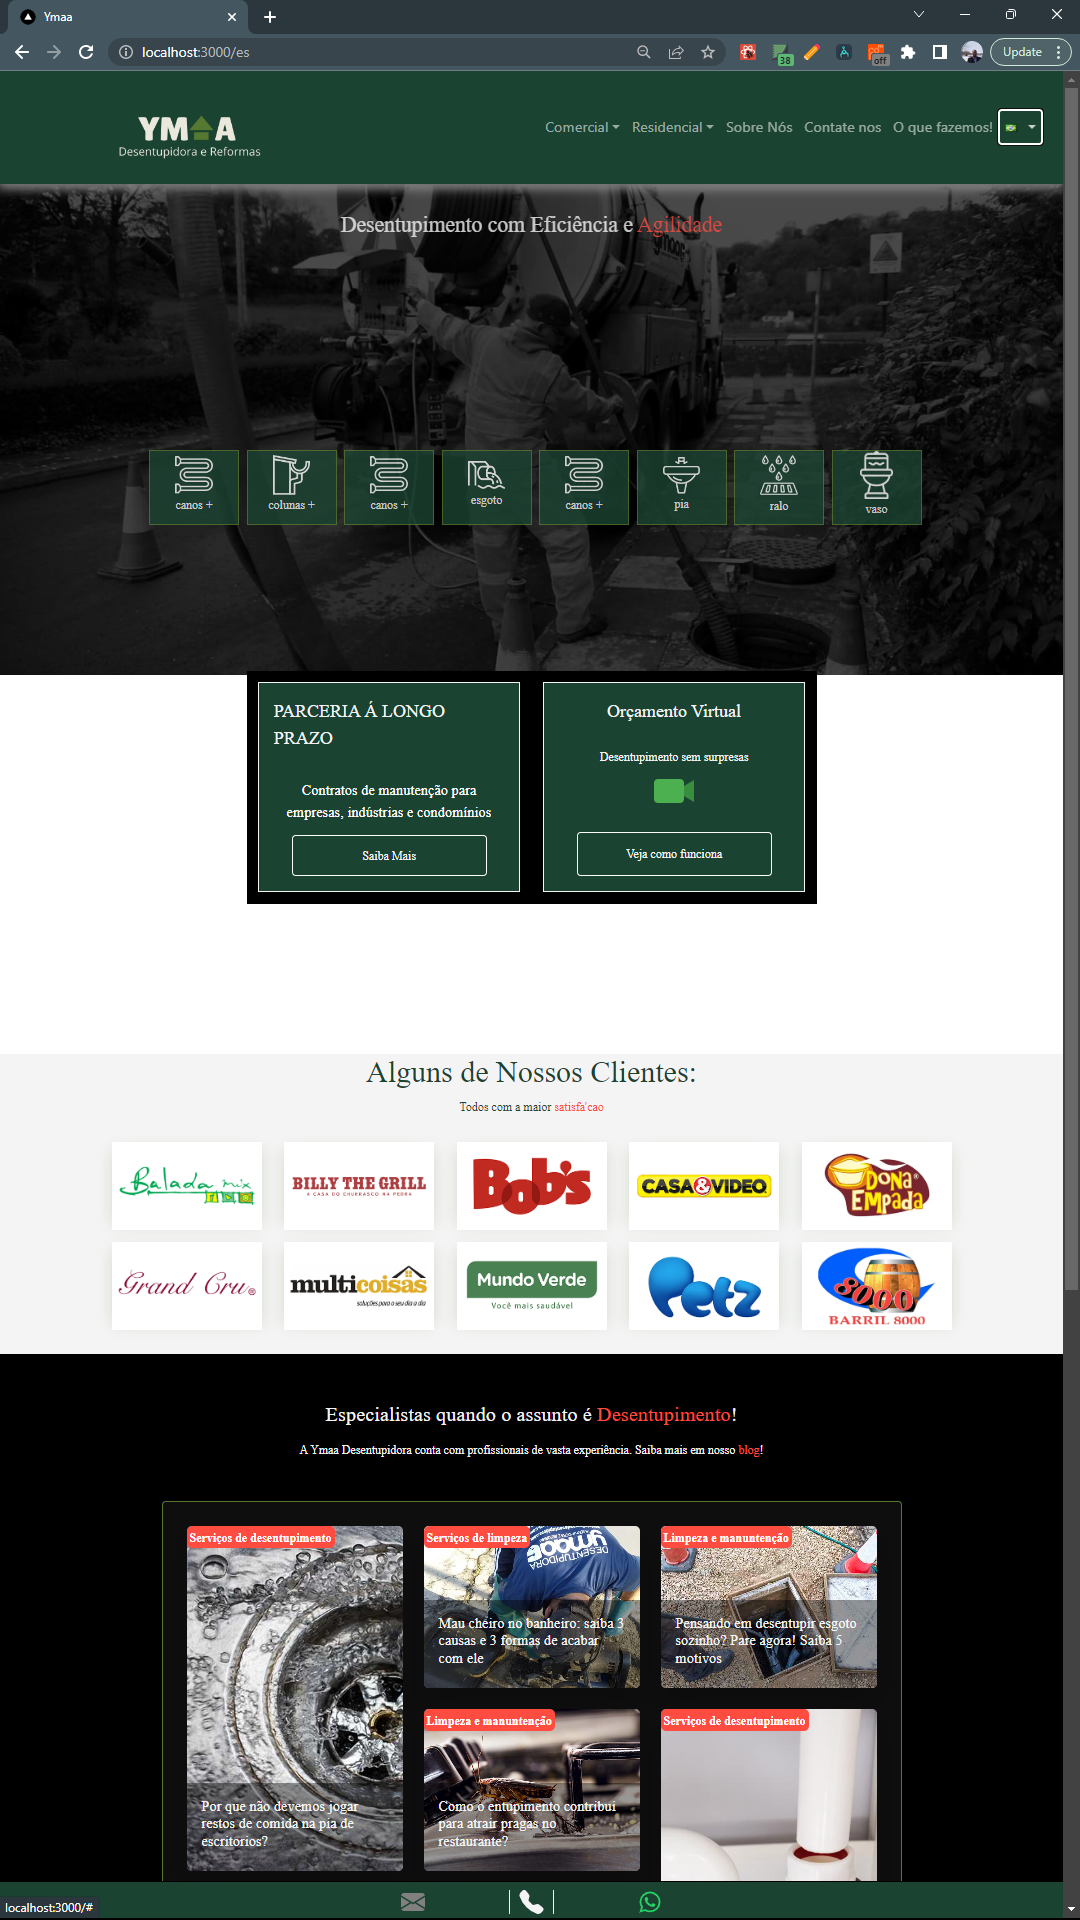 Ymaa
localhost:3000/es
38
off
Update
YMAA
Desentupidora e Reformas
Comercial
Residencial
Sobre Nós
Contate nos
O que fazemos!
Desentupimento com Eficiência e Agilidade
canos +
colunas +
canos +
esgoto
canos +
pia
ralo
vaso
PARCERIA Á LONGO
PRAZO
Contratos de manutenção para
empresas, indústrias e condomínios
Saiba Mais
Orçamento Virtual
Desentupimento sem surpresas
Veja como funciona
Alguns de Nossos Clientes:
Todos com a maior satisfa'cao
Balada mix
BILLY THE GRILL
A CASA DO CHURRASCO NA PEDRA
Bob's
CASA&VIDEO
DONA
EMPADA
Grand Cru
multicoisas
soluções para o seu dia a dia
Mundo Verde
Você mais saudável
Petz
8000
BARRIL 8000
Especialistas quando o assunto é Desentupimento!
A Ymaa Desentupidora conta com profissionais de vasta experiência. Saiba mais em nosso blog!
Serviços de desentupimento
Por que não devemos jogar
restos de comida na pia de
escritórios?
Serviços de limpeza
DESENTUPIDORA
Mau cheiro no banheiro: saiba 3
causas e 3 formas de acabar
com ele
Limpeza e manuntenção
Pensando em desentupir esgoto
sozinho? Pare agora! Saiba 5
motivos
Limpeza e manuntenção
Como o entupimento contribui
para atrair pragas no
restaurante?
Serviços de desentupimento
localhost:3000/#